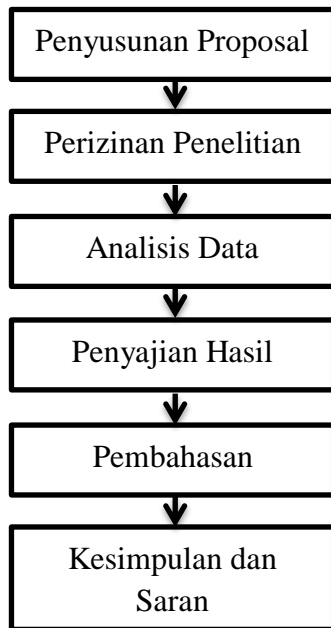 Penyusunan Proposal
Perizinan Penelitian
Analisis Data
Penyajian Hasil
Pembahasan
Kesimpulan dan
Saran